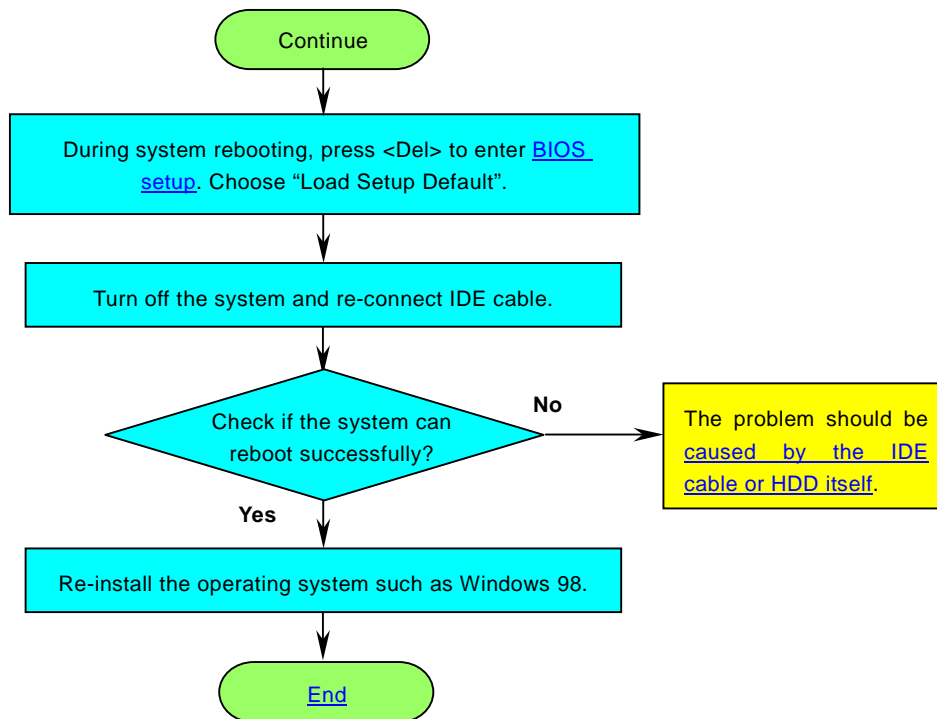 Continue
During system rebooting, press <Del> to enter BIOS
setup. Choose “Load Setup Default”.
Turn off the system and re-connect IDE cable.
Check if the system can
reboot successfully?
No
The problem should be
caused by the IDE
cable or HDD itself.
Yes
Re-install the operating system such as Windows 98.
End